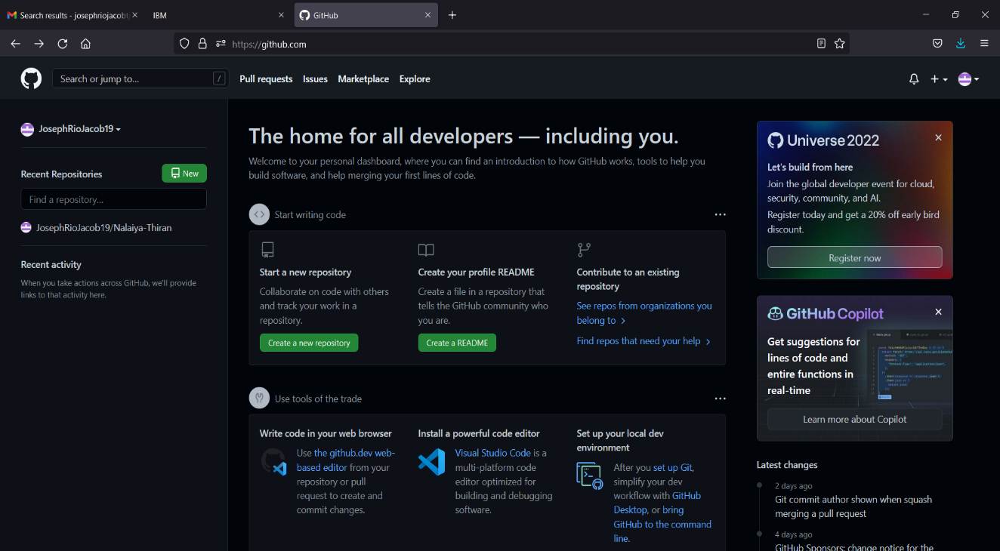 Search results - josephriojacob
IBM
GitHub
https://github.com
Search or jump to...
/
Pull requests
Issues
Marketplace
Explore
JosephRioJacob19
Recent Repositories
New
Find a repository...
JosephRioJacob19/Nalaiya-Thiran
Recent activity
When you take actions across GitHub, we'll provide
links to that activity here.
The home for all developers — including you.
Welcome to your personal dashboard, where you can find an introduction to how GitHub works, tools to help you
build software, and help merging your first lines of code.
Start writing code
Start a new repository
Collaborate on code with others
and track your work in a
repository.
Create a new repository
Create your profile README
Create a file in a repository that
tells the GitHub community who
you are.
Create a README
Contribute to an existing
repository
See repos from organizations you
belong to
Find repos that need your help
Use tools of the trade
Write code in your web browser
Use the github.dev web-
based editor from your
repository or pull
request to create and
commit changes.
Install a powerful code editor
Visual Studio Code is a
multi-platform code
editor optimized for
building and debugging
software.
Set up your local dev
environment
After you set up Git,
simplify your dev
workflow with GitHub
Desktop, or bring
GitHub to the command
line.
Universe 2022
Let's build from here
Join the global developer event for cloud,
security, community, and AI.
Register today and get a 20% off early bird
discount.
Register now
GitHub Copilot
Get suggestions for
lines of code and
entire functions in
real-time
Learn more about Copilot
Latest changes
2 days ago
Git commit author shown when squash
merging a pull request
4 days ago
GitHub Sponsors: change notice for the